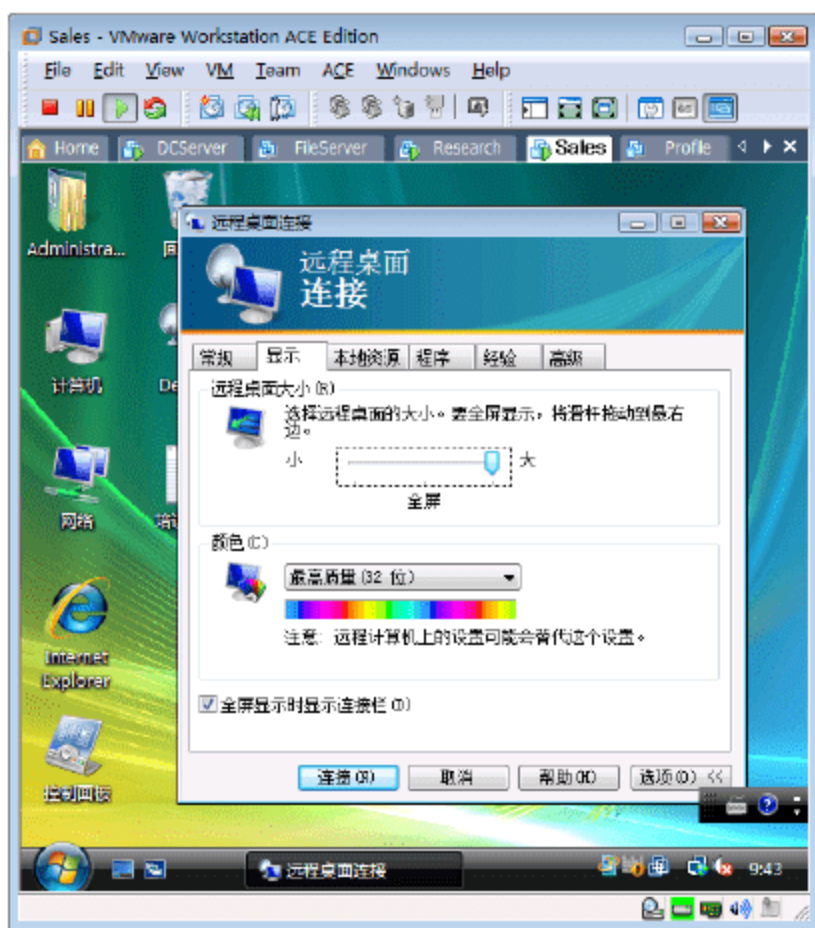 Sales - VMware Workstation ACE Edition
File Edit View VM Team ACE Windows Help
Home DCServer FileServer Research Sales Profile
Administra...
远程桌面连接
远程桌面
连接
计算机
常规 显示 本地资源 程序 经验 高级
远程桌面大小(R)
选择远程桌面的大小。要全屏显示，将滑杆拖动到最右
边。
小 大
全屏
网络
颜色(C)
最高质量(32 位)
注意: 远程计算机上的设置可能会替代这个设置。
Internet
Explorer
全屏显示时显示连接栏(D)
控制面板
连接(N) 取消 帮助(H) 选项(O) <<
远程桌面连接 9:43